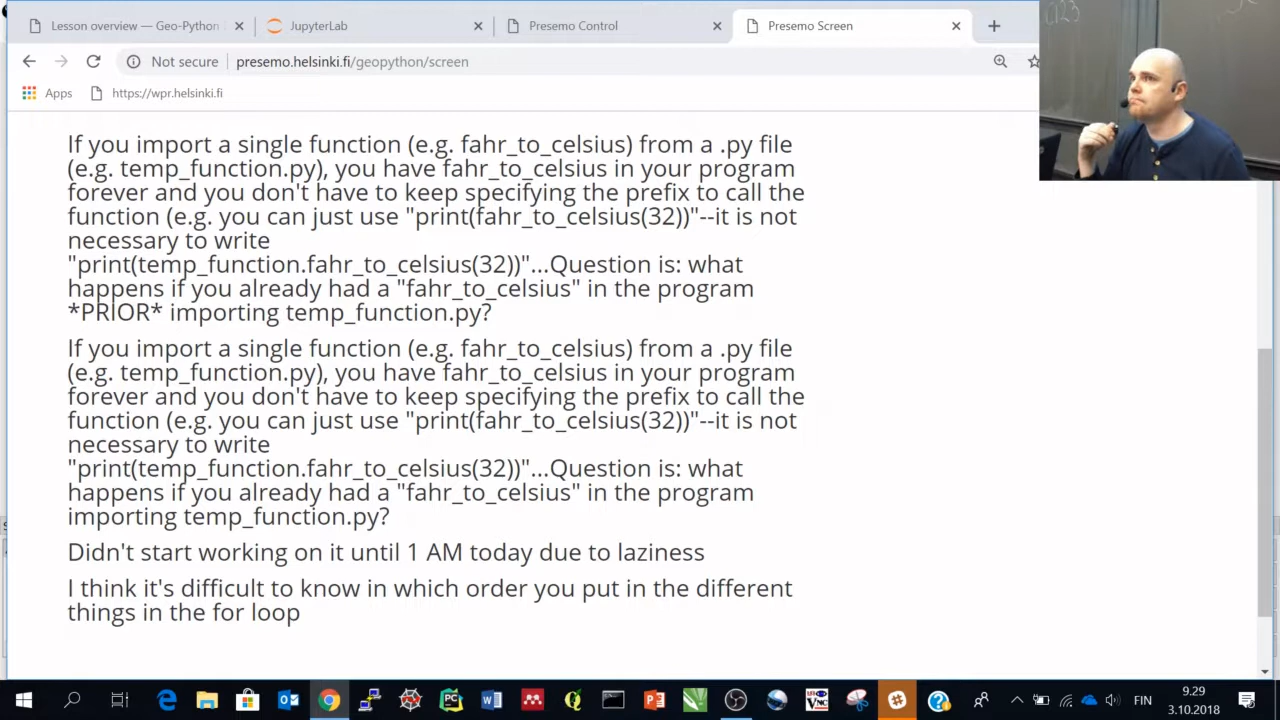 Lesson overview — Geo-Python
JupyterLab
Presemo Control
Presemo Screen
Not secure
presemo.helsinki.fi/geopython/screen
Apps
https://wpr.helsinki.fi
If you import a single function (e.g. fahr_to_celsius) from a .py file
(e.g. temp_function.py), you have fahr_to_celsius in your program
forever and you don't have to keep specifying the prefix to call the
function (e.g. you can just use "print(fahr_to_celsius(32))"--it is not
necessary to write
"print(temp_function.fahr_to_celsius(32))"...Question is: what
happens if you already had a "fahr_to_celsius" in the program
*PRIOR* importing temp_function.py?
If you import a single function (e.g. fahr_to_celsius) from a .py file
(e.g. temp_function.py), you have fahr_to_celsius in your program
forever and you don't have to keep specifying the prefix to call the
function (e.g. you can just use "print(fahr_to_celsius(32))"--it is not
necessary to write
"print(temp_function.fahr_to_celsius(32))"...Question is: what
happens if you already had a "fahr_to_celsius" in the program
importing temp_function.py?
Didn't start working on it until 1 AM today due to laziness
I think it's difficult to know in which order you put in the different
things in the for loop
FIN
9.29
3.10.2018